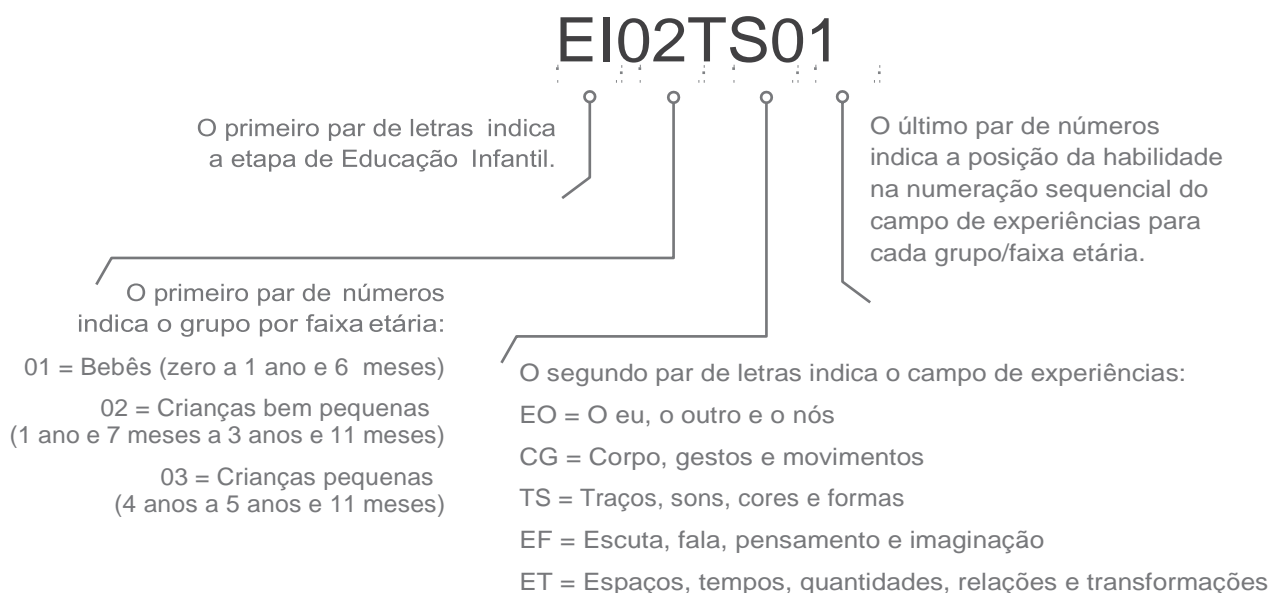 EI02TS01
O primeiro par de letras indica
a etapa de Educação Infantil.
O último par de números
indica a posição da habilidade
na numeração sequencial do
campo de experiências para
cada grupo/faixa etária.
O primeiro par de números
indica o grupo por faixa etária:
01 = Bebês (zero a 1 ano e 6 meses)
02 = Crianças bem pequenas
(1 ano e 7 meses a 3 anos e 11 meses)
03 = Crianças pequenas
(4 anos a 5 anos e 11 meses)
O segundo par de letras indica o campo de experiências:
EO = O eu, o outro e o nós
CG = Corpo, gestos e movimentos
TS = Traços, sons, cores e formas
EF = Escuta, fala, pensamento e imaginação
ET = Espaços, tempos, quantidades, relações e transformações